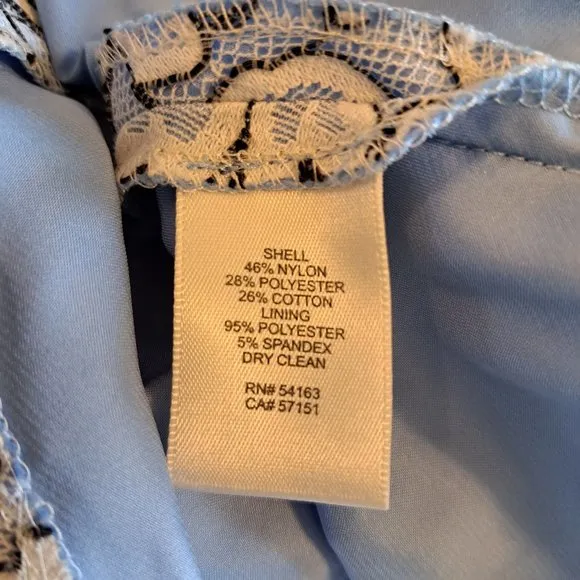 SHELL
46% NYLON
28% POLYESTER
26% COTTON
LINING
95% POLYESTER
5% SPANDEX
DRY CLEAN
RN# 54163
CA# 57151